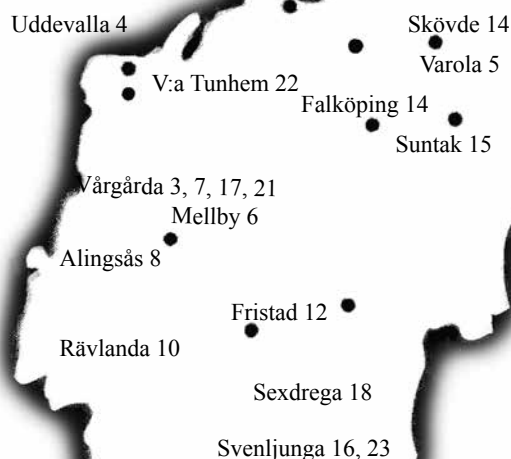 Uddevalla 4
Skövde 14
Varola 5
V:a Tunhem 22
Falköping 14
Suntak 15
Vårgårda 3, 7, 17, 21
Mellby 6
Alingsås 8
Fristad 12
Rävlanda 10
Sexdrega 18
Svenljunga 16, 23